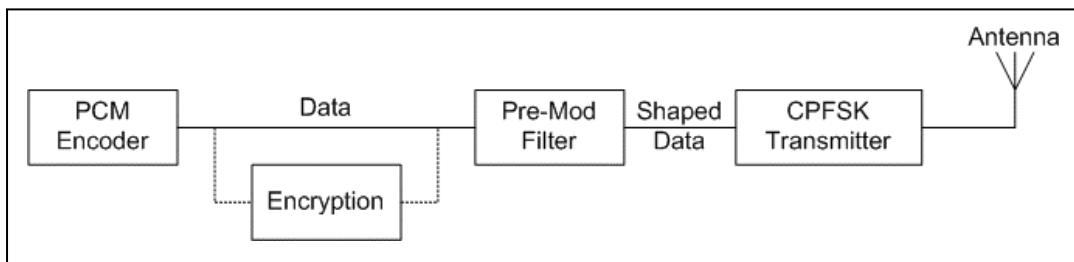 Antenna
PCM
Encoder
Data
Encryption
Pre-Mod
Filter
Shaped
Data
CPFSK
Transmitter